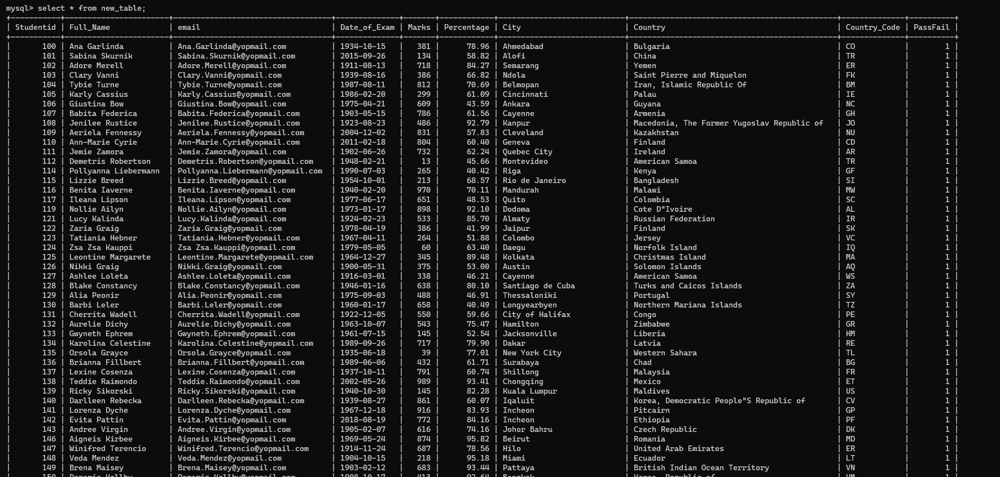 mysql> select * from new_table;
| Studentid | Full_Name | email | Date_of_Exam | Marks | Percentage | City | Country | Country_Code | PassFail |
| 100 | Ana Garlinda | Ana.Garlinda@yopmail.com | 1934-10-15 | 381 | 78.96 | Ahmedabad | Bulgaria | CO | 1 |
| 101 | Sabina Skurnik | Sabina.Skurnik@yopmail.com | 2015-09-26 | 134 | 58.82 | Alofi | China | TR | 1 |
| 102 | Adore Merell | Adore.Merell@yopmail.com | 1911-08-13 | 718 | 84.27 | Semarang | Yemen | ER | 1 |
| 103 | Clary Vanni | Clary.Vanni@yopmail.com | 1939-08-16 | 386 | 66.82 | Ndola | Saint Pierre and Miquelon | FK | 1 |
| 104 | Tybie Turne | Tybie.Turne@yopmail.com | 1987-08-11 | 812 | 70.69 | Belmopan | Iran, Islamic Republic Of | BM | 1 |
| 105 | Karly Cassius | Karly.Cassius@yopmail.com | 1986-02-20 | 299 | 61.09 | Cincinnati | Palau | IE | 1 |
| 106 | Giustina Bow | Giustina.Bow@yopmail.com | 1975-04-21 | 609 | 43.59 | Ankara | Guyana | NC | 1 |
| 107 | Babita Federica | Babita.Federica@yopmail.com | 1903-05-15 | 786 | 61.56 | Cayenne | Armenia | GH | 1 |
| 108 | Jenilee Rustice | Jenilee.Rustice@yopmail.com | 1923-08-23 | 486 | 92.79 | Kanpur | Macedonia, The Former Yugoslav Republic of | JO | 1 |
| 109 | Aeriela Fennessy | Aeriela.Fennessy@yopmail.com | 2004-12-02 | 831 | 57.83 | Cleveland | Kazakhstan | NU | 1 |
| 110 | Ann-Marie Cyrie | Ann-Marie.Cyrie@yopmail.com | 2011-02-18 | 804 | 60.40 | Geneva | Finland | CD | 1 |
| 111 | Jemie Zamora | Jemie.Zamora@yopmail.com | 1902-06-26 | 732 | 62.24 | Quebec City | Ireland | AR | 1 |
| 112 | Demetris Robertson | Demetris.Robertson@yopmail.com | 1948-02-21 | 13 | 45.66 | Montevideo | American Samoa | TR | 1 |
| 114 | Pollyanna Liebermann | Pollyanna.Liebermann@yopmail.com | 1990-07-03 | 265 | 40.42 | Riga | Kenya | GF | 1 |
| 115 | Lizzie Breed | Lizzie.Breed@yopmail.com | 1954-10-01 | 213 | 68.57 | Rio de Janeiro | Bangladesh | SI | 1 |
| 116 | Benita Iaverne | Benita.Iaverne@yopmail.com | 1940-02-20 | 970 | 70.11 | Mandurah | Malawi | MW | 1 |
| 117 | Ileana Lipson | Ileana.Lipson@yopmail.com | 1977-06-17 | 651 | 48.53 | Quito | Colombia | SC | 1 |
| 119 | Nollie Ailyn | Nollie.Ailyn@yopmail.com | 1973-01-17 | 898 | 92.10 | Dodoma | Cote D"Ivoire | AL | 1 |
| 121 | Lucy Kalinda | Lucy.Kalinda@yopmail.com | 1924-02-23 | 533 | 85.70 | Almaty | Russian Federation | IR | 1 |
| 122 | Zaria Graig | Zaria.Graig@yopmail.com | 1978-04-19 | 386 | 41.99 | Jaipur | Finland | SK | 1 |
| 123 | Tatiania Hebner | Tatiania.Hebner@yopmail.com | 1967-04-11 | 264 | 51.88 | Colombo | Jersey | VC | 1 |
| 124 | Zsa Zsa Kauppi | Zsa Zsa.Kauppi@yopmail.com | 1979-05-05 | 60 | 63.40 | Daegu | Norfolk Island | IQ | 1 |
| 125 | Leontine Margarete | Leontine.Margarete@yopmail.com | 1964-12-27 | 345 | 89.48 | Kolkata | Christmas Island | MA | 1 |
| 126 | Nikki Graig | Nikki.Graig@yopmail.com | 1900-05-31 | 375 | 53.00 | Austin | Solomon Islands | AQ | 1 |
| 127 | Ashlee Loleta | Ashlee.Loleta@yopmail.com | 1916-03-01 | 338 | 46.21 | Cayenne | American Samoa | WS | 1 |
| 128 | Blake Constancy | Blake.Constancy@yopmail.com | 1946-01-16 | 638 | 80.10 | Santiago de Cuba | Turks and Caicos Islands | ZA | 1 |
| 129 | Alia Peonir | Alia.Peonir@yopmail.com | 1975-09-03 | 488 | 46.91 | Thessaloniki | Portugal | SY | 1 |
| 130 | Barbi Leler | Barbi.Leler@yopmail.com | 1960-01-17 | 658 | 40.49 | Longyearbyen | Northern Mariana Islands | TZ | 1 |
| 131 | Cherrita Wadell | Cherrita.Wadell@yopmail.com | 1922-12-05 | 550 | 59.66 | City of Halifax | Congo | PE | 1 |
| 132 | Aurelie Dichy | Aurelie.Dichy@yopmail.com | 1963-10-07 | 543 | 75.47 | Hamilton | Zimbabwe | GR | 1 |
| 133 | Gwyneth Ephrem | Gwyneth.Ephrem@yopmail.com | 1961-07-15 | 145 | 52.54 | Jacksonville | Liberia | HM | 1 |
| 134 | Karolina Celestine | Karolina.Celestine@yopmail.com | 1989-09-26 | 717 | 79.90 | Dakar | Latvia | RE | 1 |
| 135 | Orsola Grayce | Orsola.Grayce@yopmail.com | 1935-06-18 | 39 | 77.01 | New York City | Western Sahara | TL | 1 |
| 136 | Brianna Fillbert | Brianna.Fillbert@yopmail.com | 1989-06-06 | 432 | 61.71 | Surabaya | Chad | BG | 1 |
| 137 | Lexine Cosenza | Lexine.Cosenza@yopmail.com | 1937-10-11 | 791 | 60.74 | Shillong | Malaysia | FR | 1 |
| 138 | Teddie Raimondo | Teddie.Raimondo@yopmail.com | 2002-05-26 | 989 | 93.41 | Chongqing | Mexico | ET | 1 |
| 139 | Ricky Sikorski | Ricky.Sikorski@yopmail.com | 1940-10-30 | 145 | 82.28 | Kuala Lumpur | Maldives | US | 1 |
| 140 | Darlleen Rebecka | Darlleen.Rebecka@yopmail.com | 1939-08-27 | 861 | 60.07 | Iqaluit | Korea, Democratic People"S Republic of | CV | 1 |
| 141 | Lorenza Dyche | Lorenza.Dyche@yopmail.com | 1967-12-18 | 916 | 83.93 | Incheon | Pitcairn | GP | 1 |
| 142 | Evita Pattin | Evita.Pattin@yopmail.com | 2018-08-19 | 772 | 84.16 | Incheon | Ethiopia | PF | 1 |
| 143 | Andree Virgin | Andree.Virgin@yopmail.com | 1905-02-07 | 616 | 74.16 | Johor Bahru | Czech Republic | DK | 1 |
| 146 | Aigneis Kirbee | Aigneis.Kirbee@yopmail.com | 1969-05-24 | 874 | 95.82 | Beirut | Romania | MD | 1 |
| 147 | Winifred Terencio | Winifred.Terencio@yopmail.com | 1914-11-24 | 687 | 78.56 | Hilo | United Arab Emirates | ER | 1 |
| 148 | Veda Mendez | Veda.Mendez@yopmail.com | 1904-10-15 | 218 | 95.18 | Miami | Ecuador | LT | 1 |
| 149 | Brena Maisey | Brena.Maisey@yopmail.com | 1903-02-12 | 683 | 93.44 | Pattaya | British Indian Ocean Territory | VN | 1 |